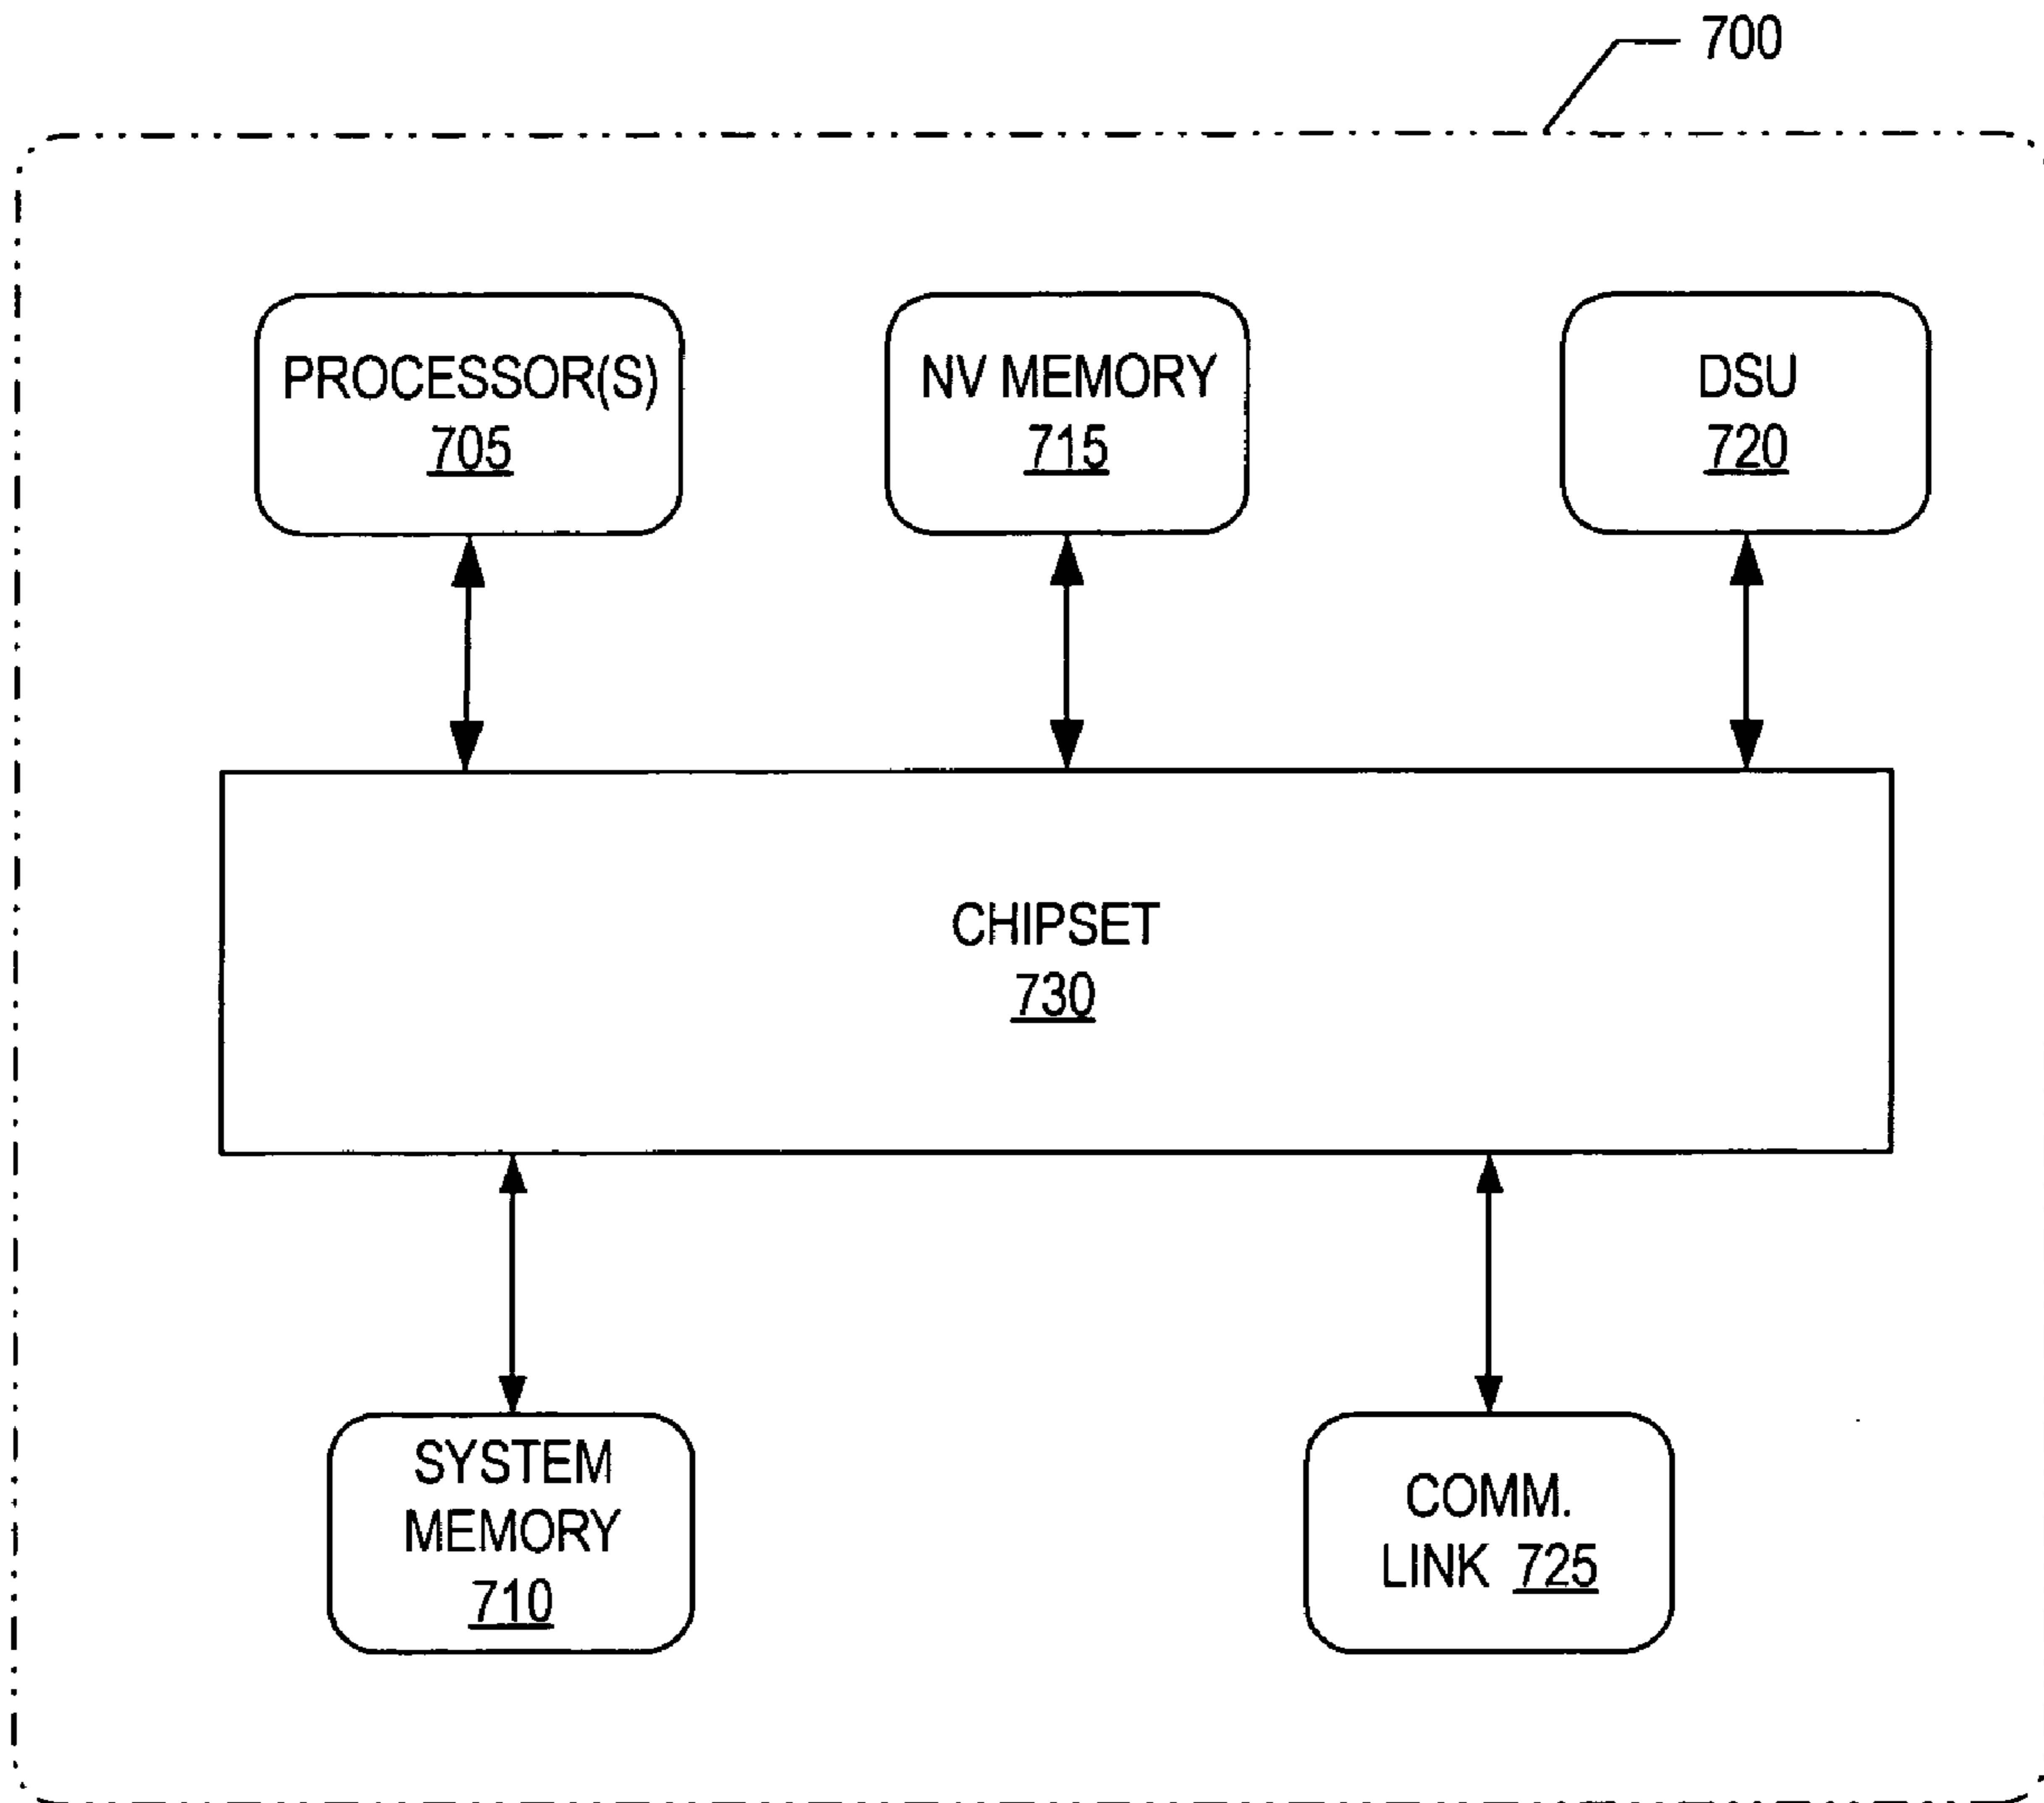 700
PROCESSOR(S)
705
NV MEMORY
715
DSU
720
CHIPSET
730
SYSTEM
MEMORY
710
COMM.
LINK 725